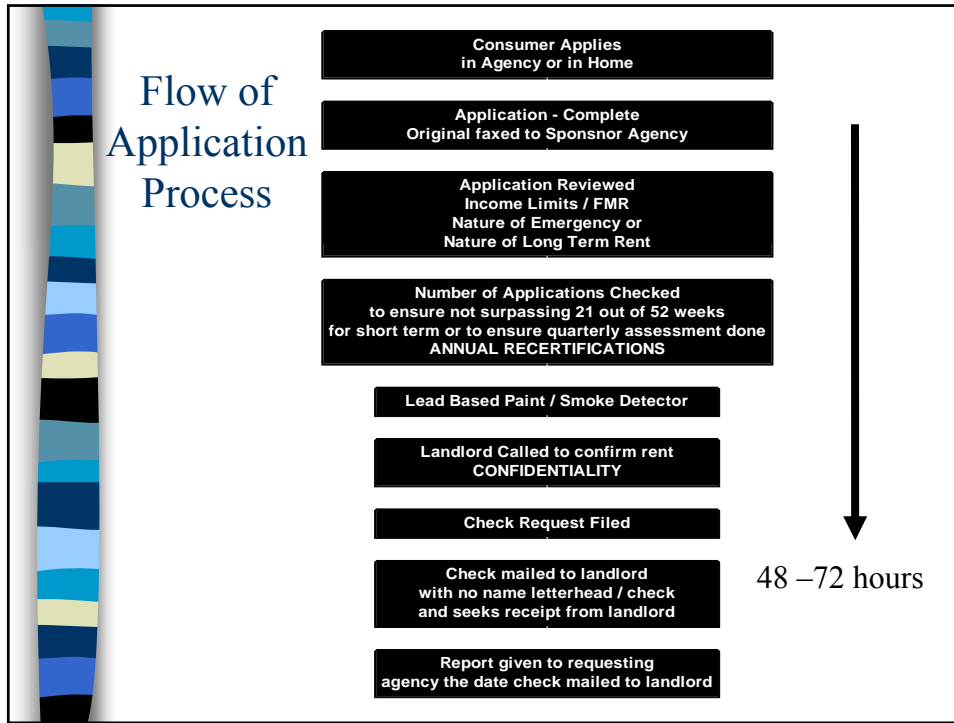 Flow of
Application
Process
Consumer Applies
in Agency or in Home
Application - Complete
Original faxed to Sponsnor Agency
Application Reviewed
Income Limits / FMR
Nature of Emergency or
Nature of Long Term Rent
Number of Applications Checked
to ensure not surpassing 21 out of 52 weeks
for short term or to ensure quarterly assessment done
ANNUAL RECERTIFICATIONS
Lead Based Paint / Smoke Detector
Landlord Called to confirm rent
CONFIDENTIALITY
Check Request Filed
Check mailed to landlord
with no name letterhead / check
and seeks receipt from landlord
Report given to requesting
agency the date check mailed to landlord
48 –72 hours